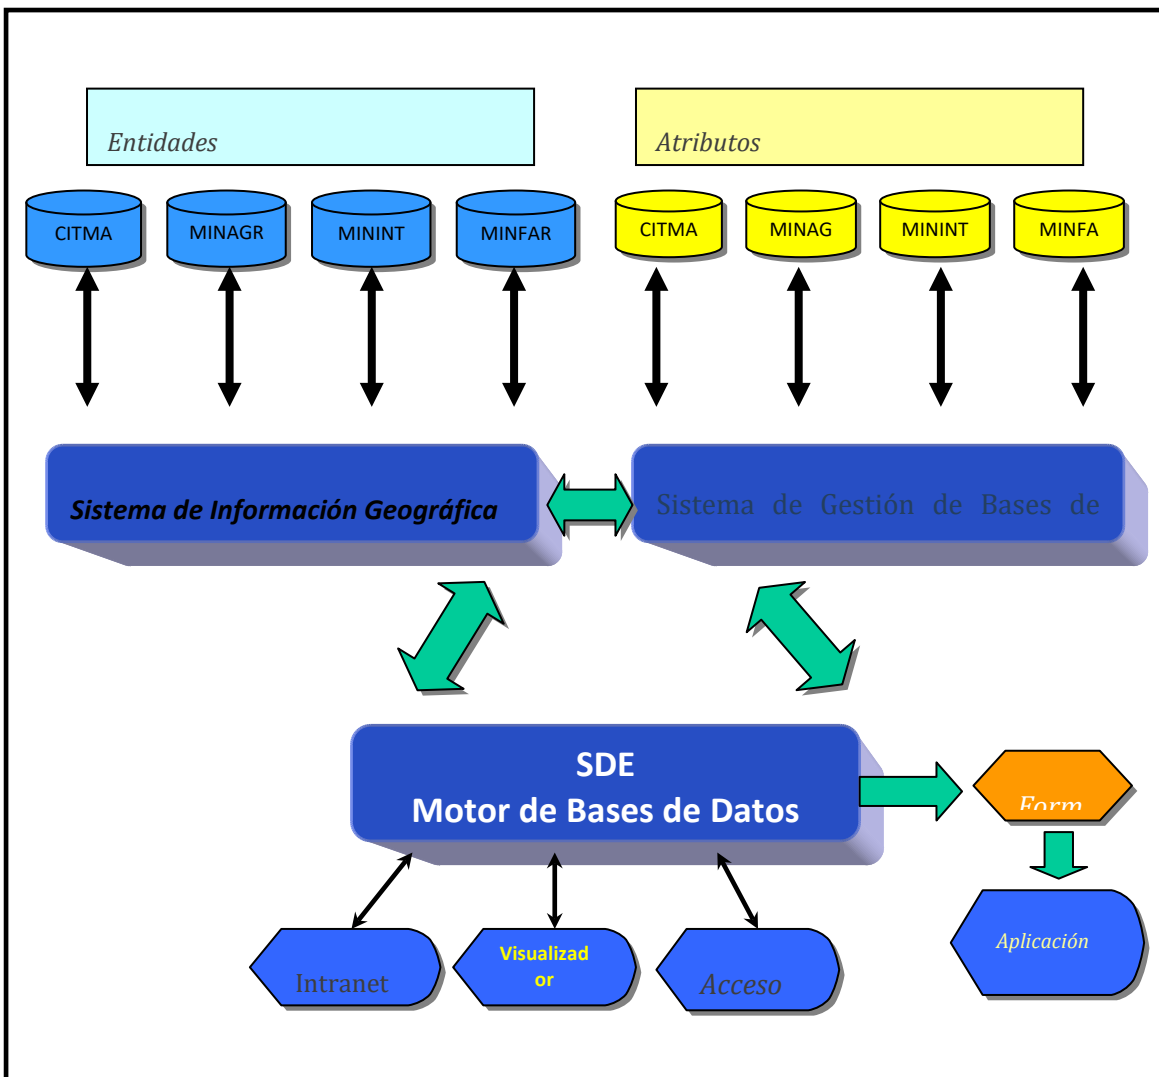 Entidades
Atributos
CITMA
MINAGR
MININT
MINFAR
CITMA
MINAG
MININT
MINFA
Sistema de Información Geográfica
Sistema de Gestión de Bases de
SDE
Motor de Bases de Datos
Form
Intranet
Visualizad
or
Acceso
Aplicación